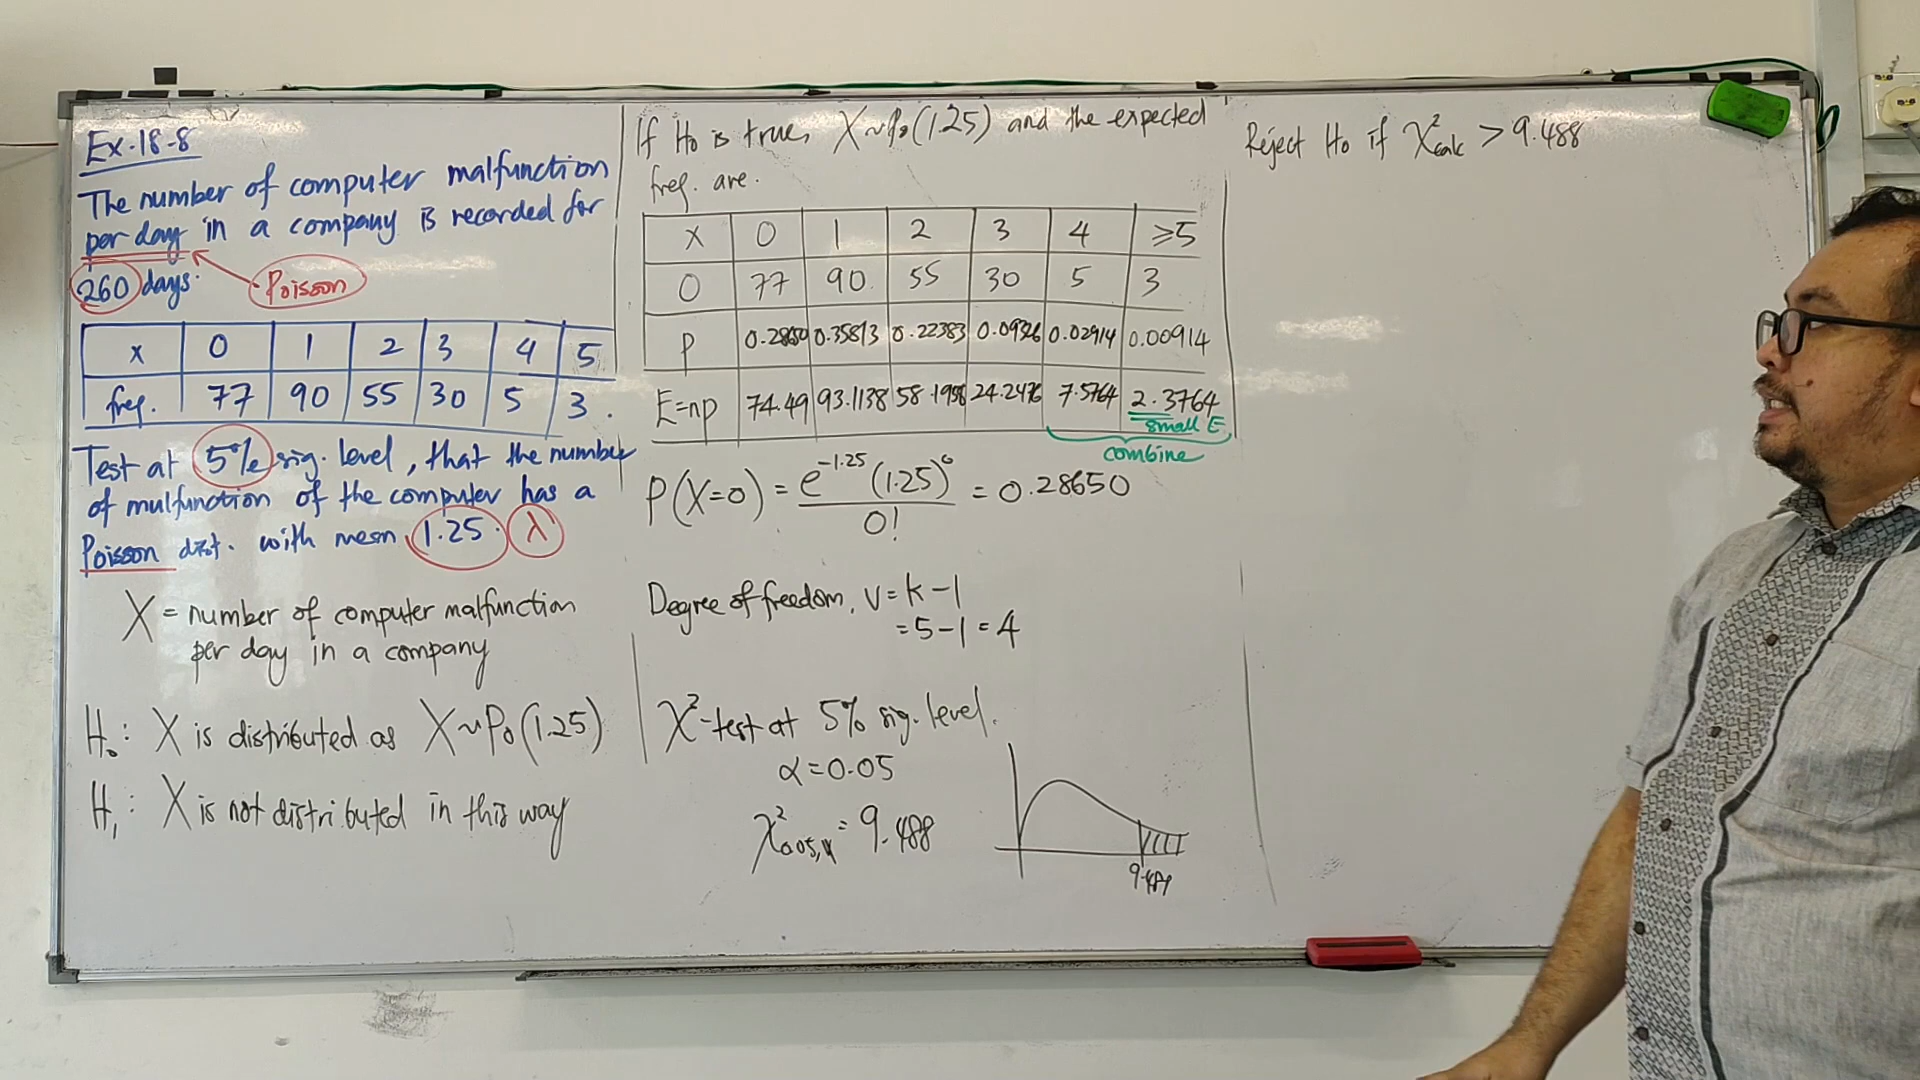 Ex.18-8
The number of computer malfunction
per day in a company is recorded for
260 days.
Poisson
x 0 1 2 3 4 5
freq. 77 90 55 30 5 3.
Test at 5% sig. level, that the number
of mulfunction of the computer has a
Poisson dist. with mean 1.25. λ
X = number of computer malfunction
per day in a company
H₀: X is distributed as X~P₀(1.25)
H₁: X is not distributed in this way
If H₀ is true, X~P₀(1.25) and the expected
freq. are.
X 0 1 2 3 4 ≥5
O 77 90 55 30 5 3
P 0.28650 0.35813 0.22383 0.09326 0.02914 0.00914
E=np 74.49 93.1138 58.1958 24.2476 7.5764 2.3764
small E
combine
P(X=0) = e^-1.25 (1.25)^0 / 0! = 0.28650
Degree of freedom, v = k-1
= 5-1 = 4
χ²-test at 5% sig. level.
α = 0.05
χ²0.05,4 = 9.488
9.488
Reject H₀ if χ²calc > 9.488